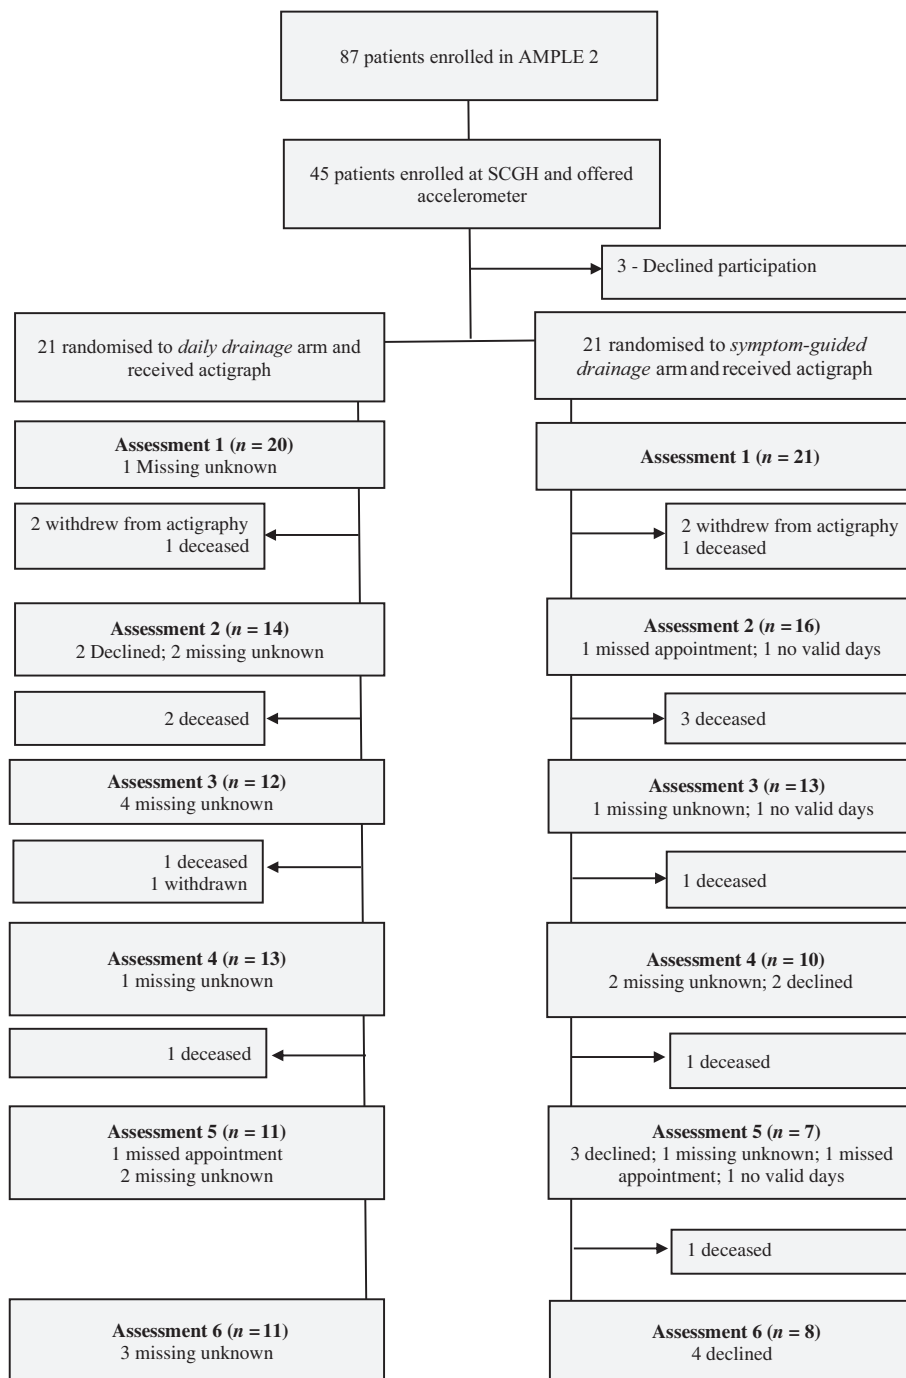 87 patients enrolled in AMPLE 2
45 patients enrolled at SCGH and offered
accelerometer
3 - Declined participation
21 randomised to daily drainage arm and
received actigraph
21 randomised to symptom-guided
drainage arm and received actigraph
Assessment 1 (n = 20)
1 Missing unknown
Assessment 1 (n = 21)
2 withdrew from actigraphy
1 deceased
2 withdrew from actigraphy
1 deceased
Assessment 2 (n = 14)
2 Declined; 2 missing unknown
Assessment 2 (n = 16)
1 missed appointment; 1 no valid days
2 deceased
3 deceased
Assessment 3 (n = 12)
4 missing unknown
Assessment 3 (n = 13)
1 missing unknown; 1 no valid days
1 deceased
1 withdrawn
1 deceased
Assessment 4 (n = 13)
1 missing unknown
Assessment 4 (n = 10)
2 missing unknown; 2 declined
1 deceased
1 deceased
Assessment 5 (n = 11)
1 missed appointment
2 missing unknown
Assessment 5 (n = 7)
3 declined; 1 missing unknown; 1 missed
appointment; 1 no valid days
1 deceased
Assessment 6 (n = 11)
3 missing unknown
Assessment 6 (n = 8)
4 declined